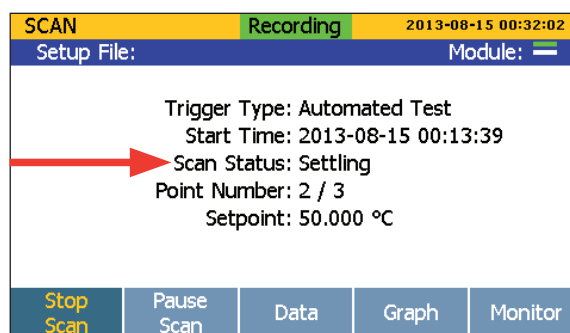 SCAN Recording 2013-08-15 00:32:02
Setup File: Module:
Trigger Type: Automated Test
Start Time: 2013-08-15 00:13:39
Scan Status: Settling
Point Number: 2 / 3
Setpoint: 50.000 °C
Stop Scan
Pause Scan
Data
Graph
Monitor